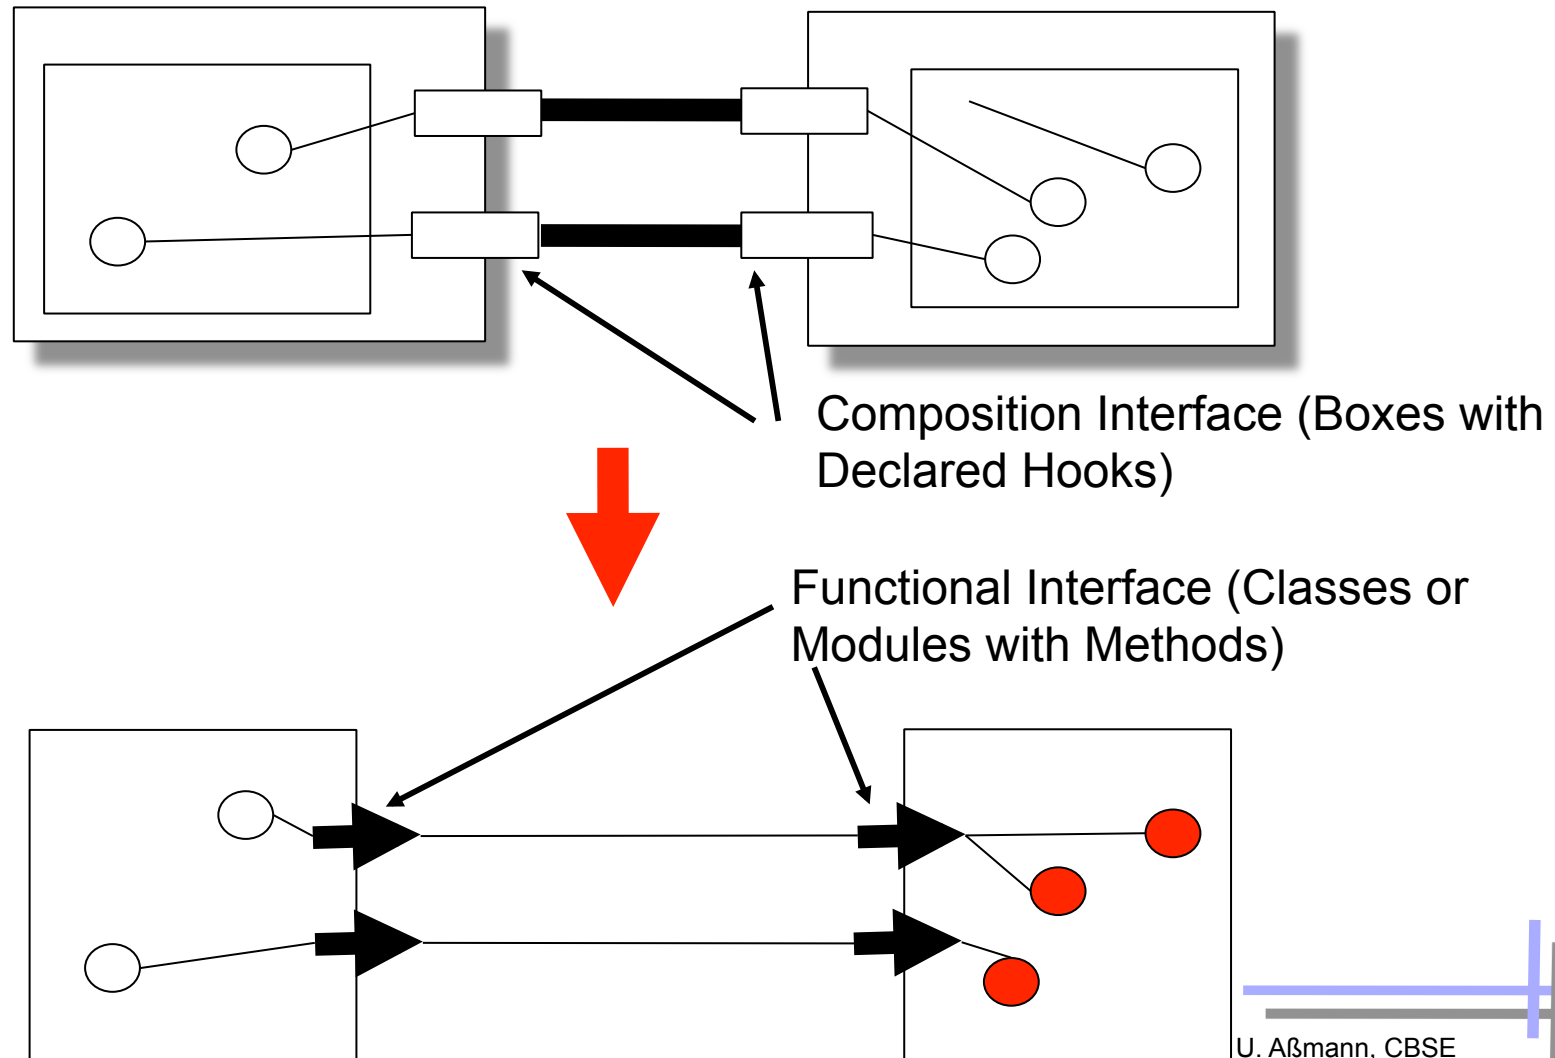 Composition Interface (Boxes with
Declared Hooks)
Functional Interface (Classes or
Modules with Methods)
U. Aßmann, CBSE